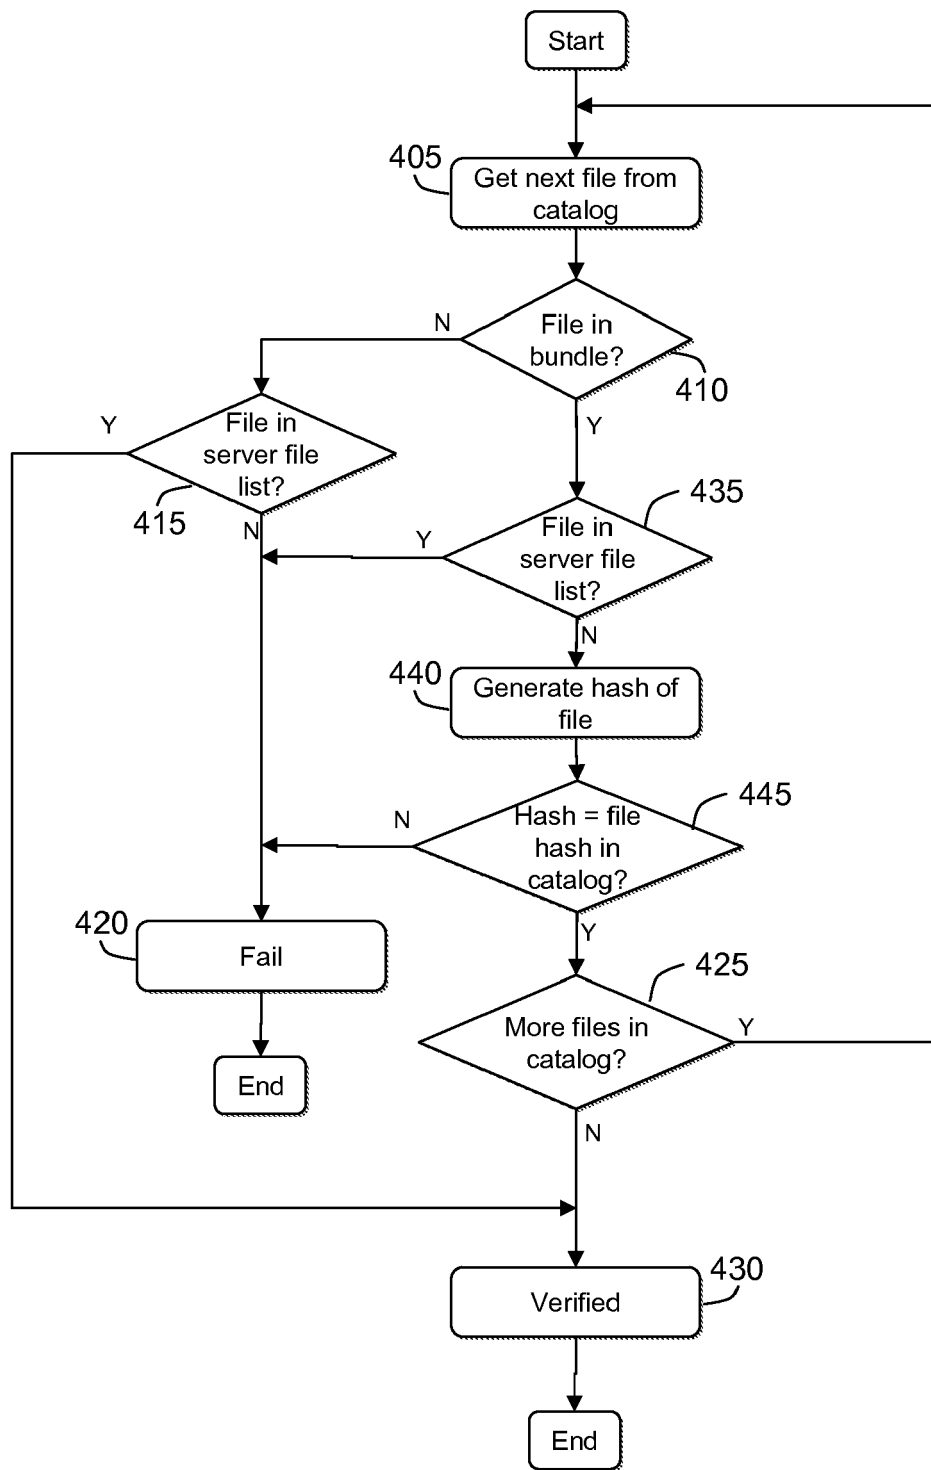 Start
405
Get next file from
catalog
N
File in
bundle?
410
Y
File in
server file
list?
415
N
Y
435
Y
File in
server file
list?
N
440
Generate hash of
file
445
N
Hash = file
hash in
catalog?
Y
420
Fail
425
More files in
catalog?
Y
End
N
430
Verified
End